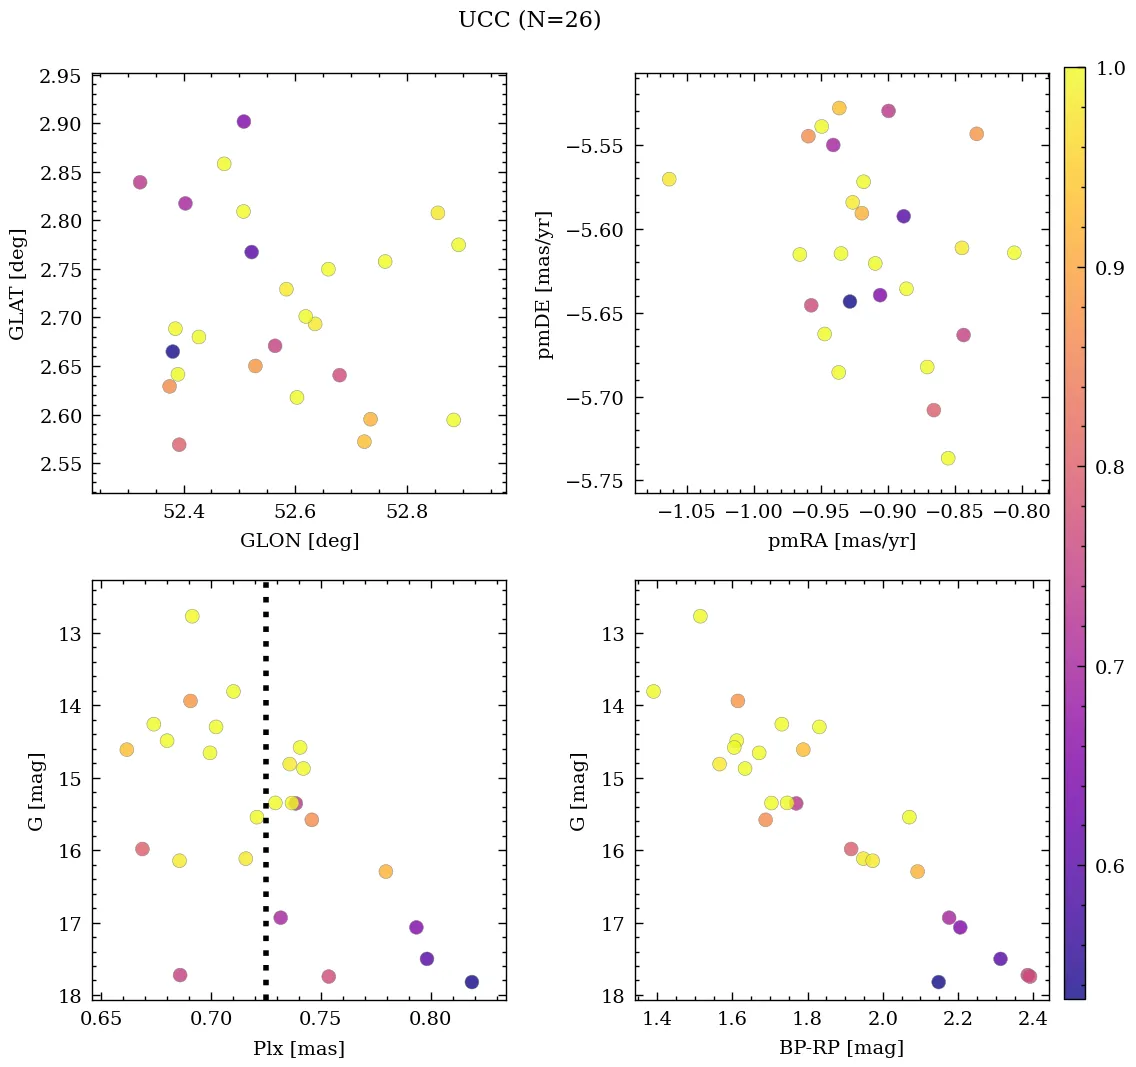 UCC (N=26)
2.95
2.90
2.85
2.80
2.75
2.70
2.65
2.60
2.55
GLAT [deg]
52.4 52.6 52.8
GLON [deg]
−5.55
−5.60
−5.65
−5.70
−5.75
pmDE [mas/yr]
−1.05 −1.00 −0.95 −0.90 −0.85 −0.80
pmRA [mas/yr]
1.0
0.9
0.8
0.7
0.6
13
14
15
16
17
18
G [mag]
0.65 0.70 0.75 0.80
Plx [mas]
13
14
15
16
17
18
G [mag]
1.4 1.6 1.8 2.0 2.2 2.4
BP-RP [mag]